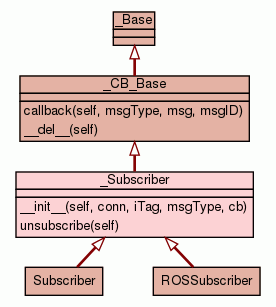 _Base
_CB_Base
callback(self, msgType, msg, msgID)
__del__(self)
_Subscriber
__init__(self, conn, iTag, msgType, cb)
unsubscribe(self)
Subscriber
ROSSubscriber